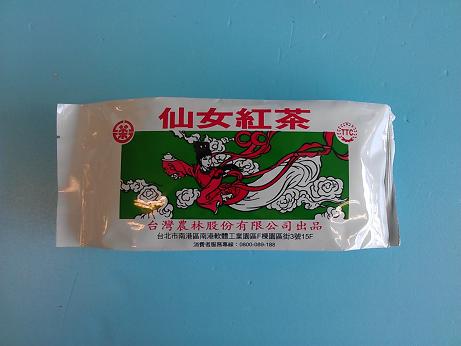 仙女紅茶
茶
TTC
台灣農林股份有限公司出品
台北市南港區南港軟體工業園區F棟園區街3號15F
消費者服務專線：0800-089-188